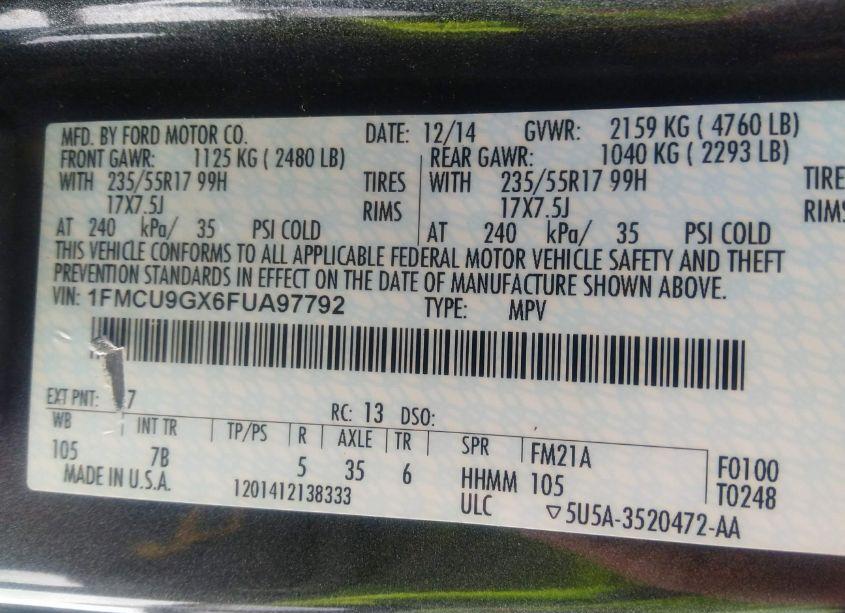 MFD. BY FORD MOTOR CO. DATE: 12/14 GVWR: 2159 KG ( 4760 LB)
FRONT GAWR: 1125 KG ( 2480 LB) REAR GAWR: 1040 KG ( 2293 LB)
WITH 235/55R17 99H TIRES WITH 235/55R17 99H TIRE
17X7.5J RIMS 17X7.5J RIMS
AT 240 kPa/ 35 PSI COLD AT 240 kPa/ 35 PSI COLD
THIS VEHICLE CONFORMS TO ALL APPLICABLE FEDERAL MOTOR VEHICLE SAFETY AND THEFT
PREVENTION STANDARDS IN EFFECT ON THE DATE OF MANUFACTURE SHOWN ABOVE.
VIN: 1FMCU9GX6FUA97792 TYPE: MPV
EXT PNT: 7 RC: 13 DSO:
WB INT TR TP/PS R AXLE TR SPR FM21A F0100
105 7B 5 35 6 HHMM 105 T0248
MADE IN U.S.A. 1201412138333 ULC ▽5U5A-3520472-AA